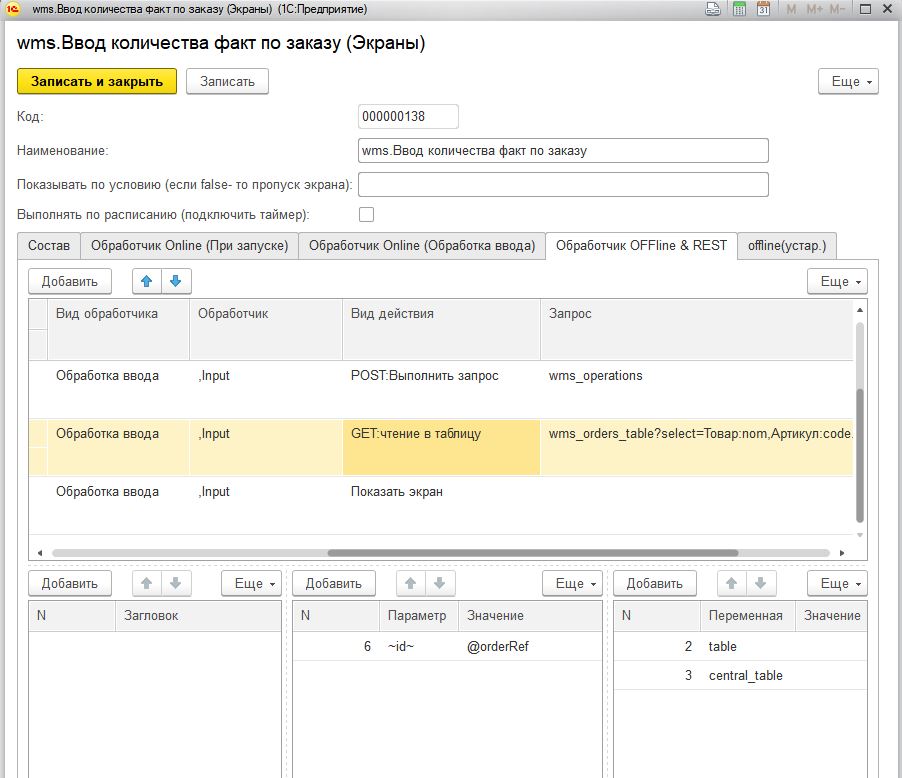 wms.Ввод количества факт по заказу (Экраны) (1С:Предприятие)
M M+ M-
wms.Ввод количества факт по заказу (Экраны)
Записать и закрыть Записать Еще
Код: 000000138
Наименование: wms.Ввод количества факт по заказу
Показывать по условию (если false- то пропуск экрана):
Выполнять по расписанию (подключить таймер):
Состав Обработчик Online (При запуске) Обработчик Online (Обработка ввода) Обработчик OFFline & REST offline(устар.)
Добавить Еще
Вид обработчика Обработчик Вид действия Запрос
Обработка ввода ,Input POST:Выполнить запрос wms_operations
Обработка ввода ,Input GET:чтение в таблицу wms_orders_table?select=Товар:nom,Артикул:code.
Обработка ввода ,Input Показать экран
Добавить Еще Добавить Еще Добавить Еще
N Загловок N Параметр Значение N Переменная Значение
6 ~id~ @orderRef 2 table
3 central_table